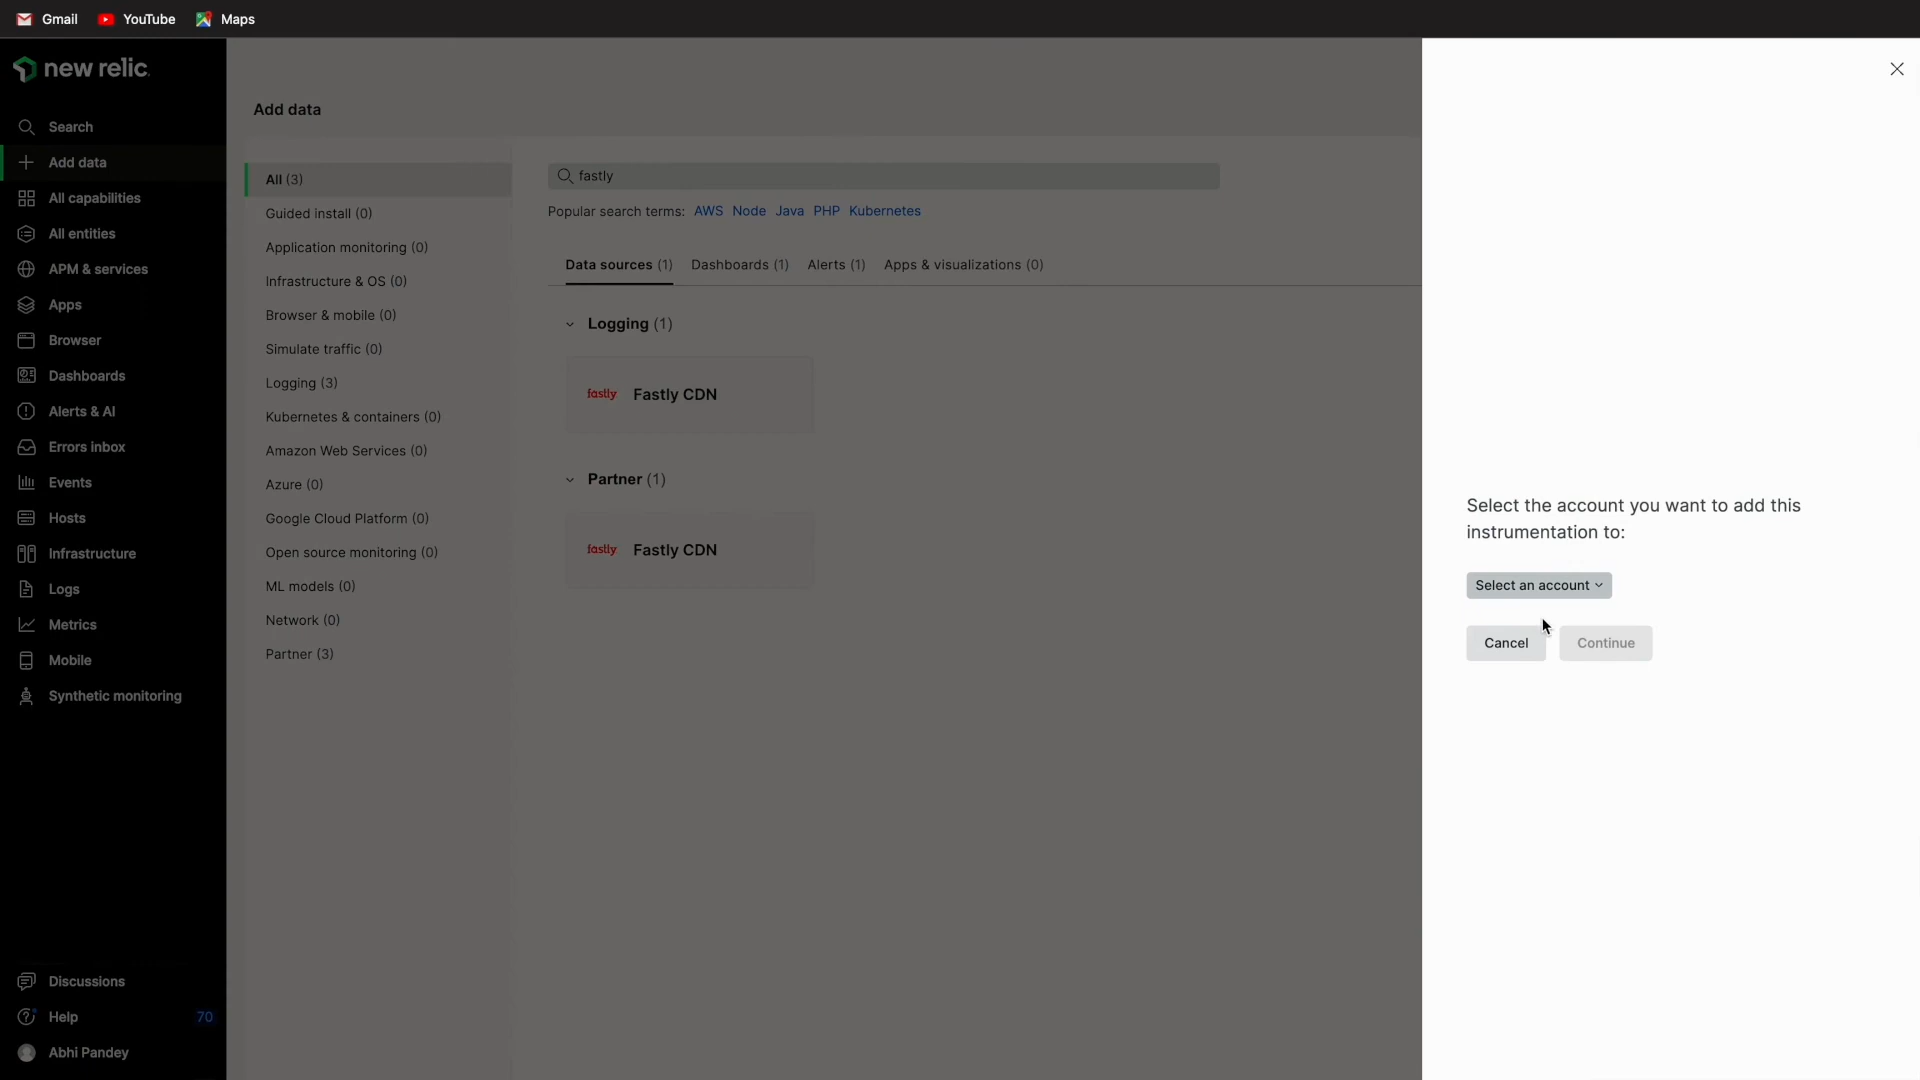 Gmail
YouTube
Maps
new relic.
Search
Add data
All capabilities
All entities
APM & services
Apps
Browser
Dashboards
Alerts & AI
Errors inbox
Events
Hosts
Infrastructure
Logs
Metrics
Mobile
Synthetic monitoring
Discussions
Help 70
Abhi Pandey
Add data
All (3)
Guided install (0)
Application monitoring (0)
Infrastructure & OS (0)
Browser & mobile (0)
Simulate traffic (0)
Logging (3)
Kubernetes & containers (0)
Amazon Web Services (0)
Azure (0)
Google Cloud Platform (0)
Open source monitoring (0)
ML models (0)
Network (0)
Partner (3)
fastly
Popular search terms: AWS Node Java PHP Kubernetes
Data sources (1) Dashboards (1) Alerts (1) Apps & visualizations (0)
Logging (1)
fastly Fastly CDN
Partner (1)
fastly Fastly CDN
Select the account you want to add this
instrumentation to:
Select an account
Cancel Continue